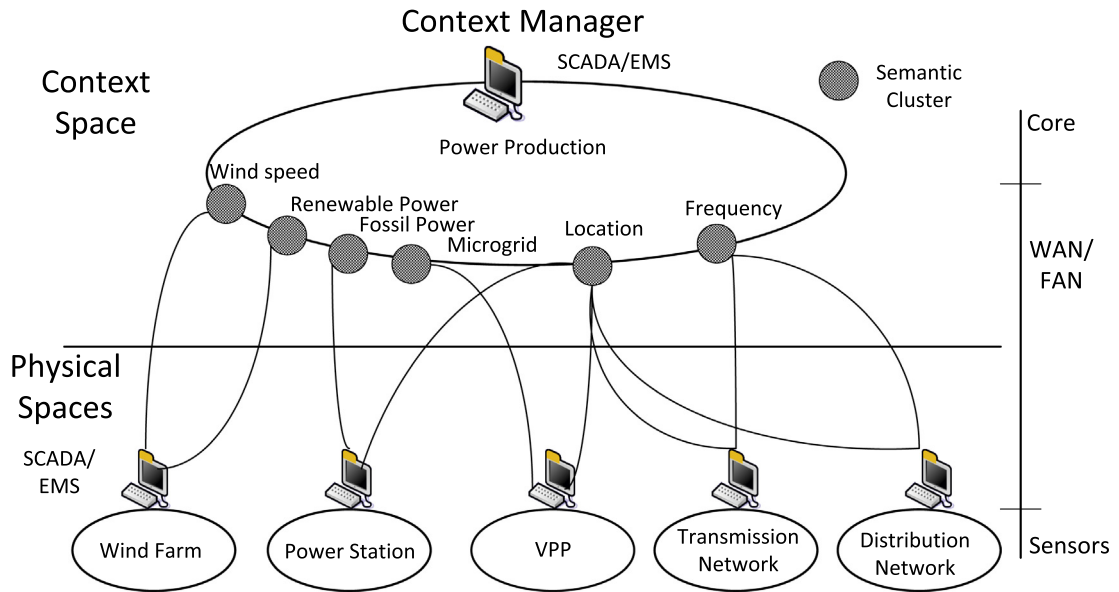 Context Manager
SCADA/EMS
Context
Space
Semantic
Cluster
Core
Power Production
Wind speed
Renewable Power
Fossil Power
Microgrid
Location
Frequency
WAN/
FAN
Physical
Spaces
SCADA/
EMS
Wind Farm
Power Station
VPP
Transmission
Network
Distribution
Network
Sensors